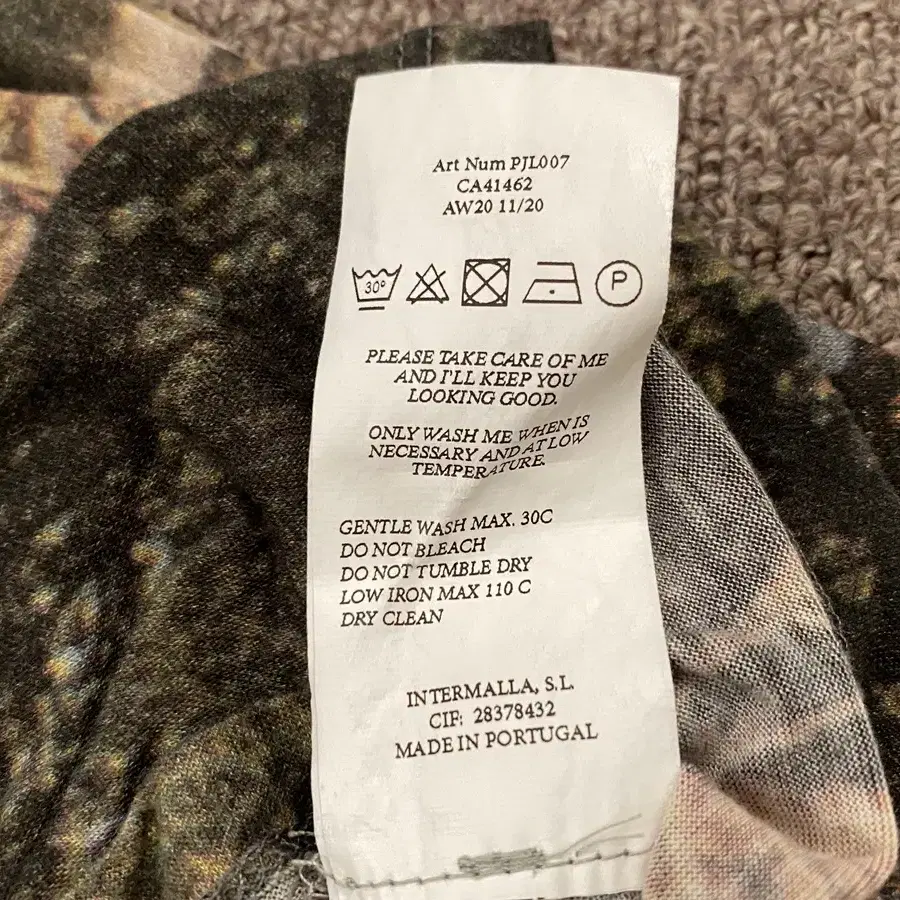 Art Num PJL007
CA41462
AW20 11/20
30°
P
PLEASE TAKE CARE OF ME
AND I'LL KEEP YOU
LOOKING GOOD.
ONLY WASH ME WHEN IS
NECESSARY AND AT LOW
TEMPERATURE.
GENTLE WASH MAX. 30C
DO NOT BLEACH
DO NOT TUMBLE DRY
LOW IRON MAX 110 C
DRY CLEAN
INTERMALLA, S.L.
CIF: 28378432
MADE IN PORTUGAL